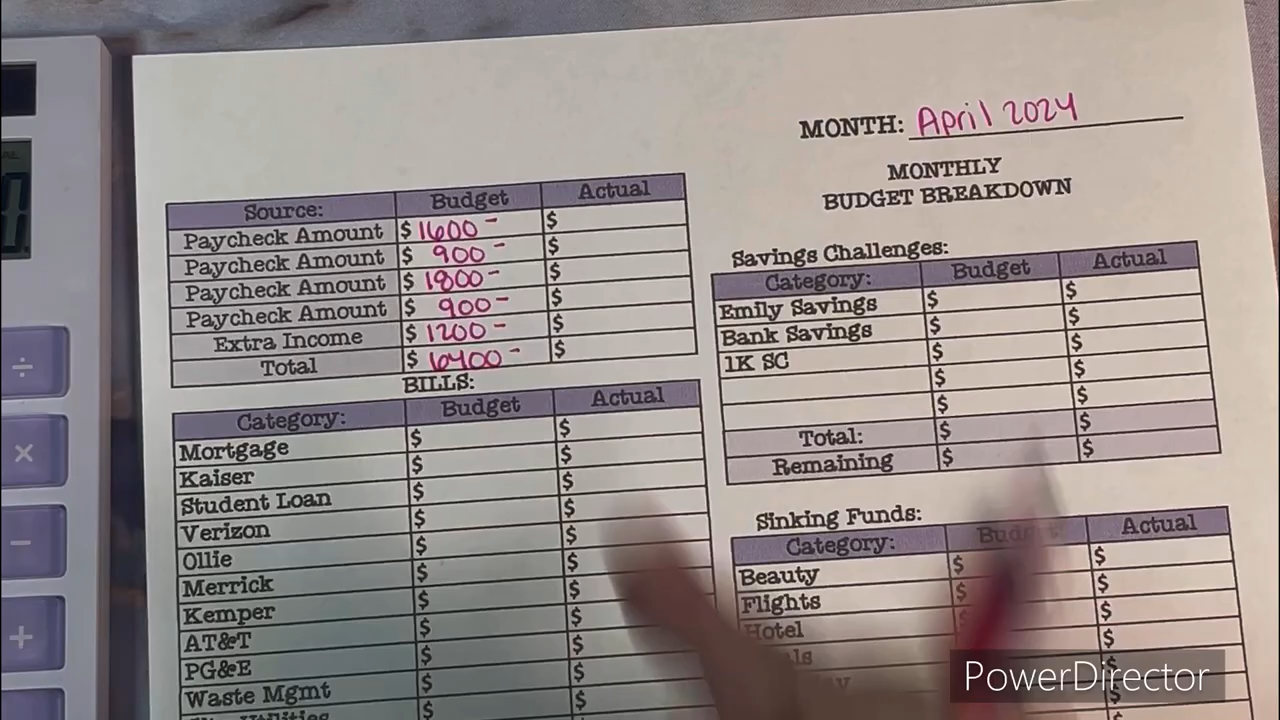 MONTH: April 2024
MONTHLY
BUDGET BREAKDOWN
Source: Budget Actual
Paycheck Amount $ 1600 - $
Paycheck Amount $ 900 - $
Paycheck Amount $ 1800 - $
Paycheck Amount $ 900 - $
Extra Income $ 1200 - $
Total $ 6400 - $
BILLS:
Category: Budget Actual
Mortgage $ $
Kaiser $ $
Student Loan $ $
Verizon $ $
Ollie $ $
Merrick $ $
Kemper $ $
AT&T $ $
PG&E $ $
Waste Mgmt $ $
Savings Challenges:
Category: Budget Actual
Emily Savings $ $
Bank Savings $ $
1K SC $ $
$ $
$ $
Total: $ $
Remaining $ $
Sinking Funds:
Category: Budget Actual
Beauty $ $
Flights $ $
Hotel $ $
PowerDirector